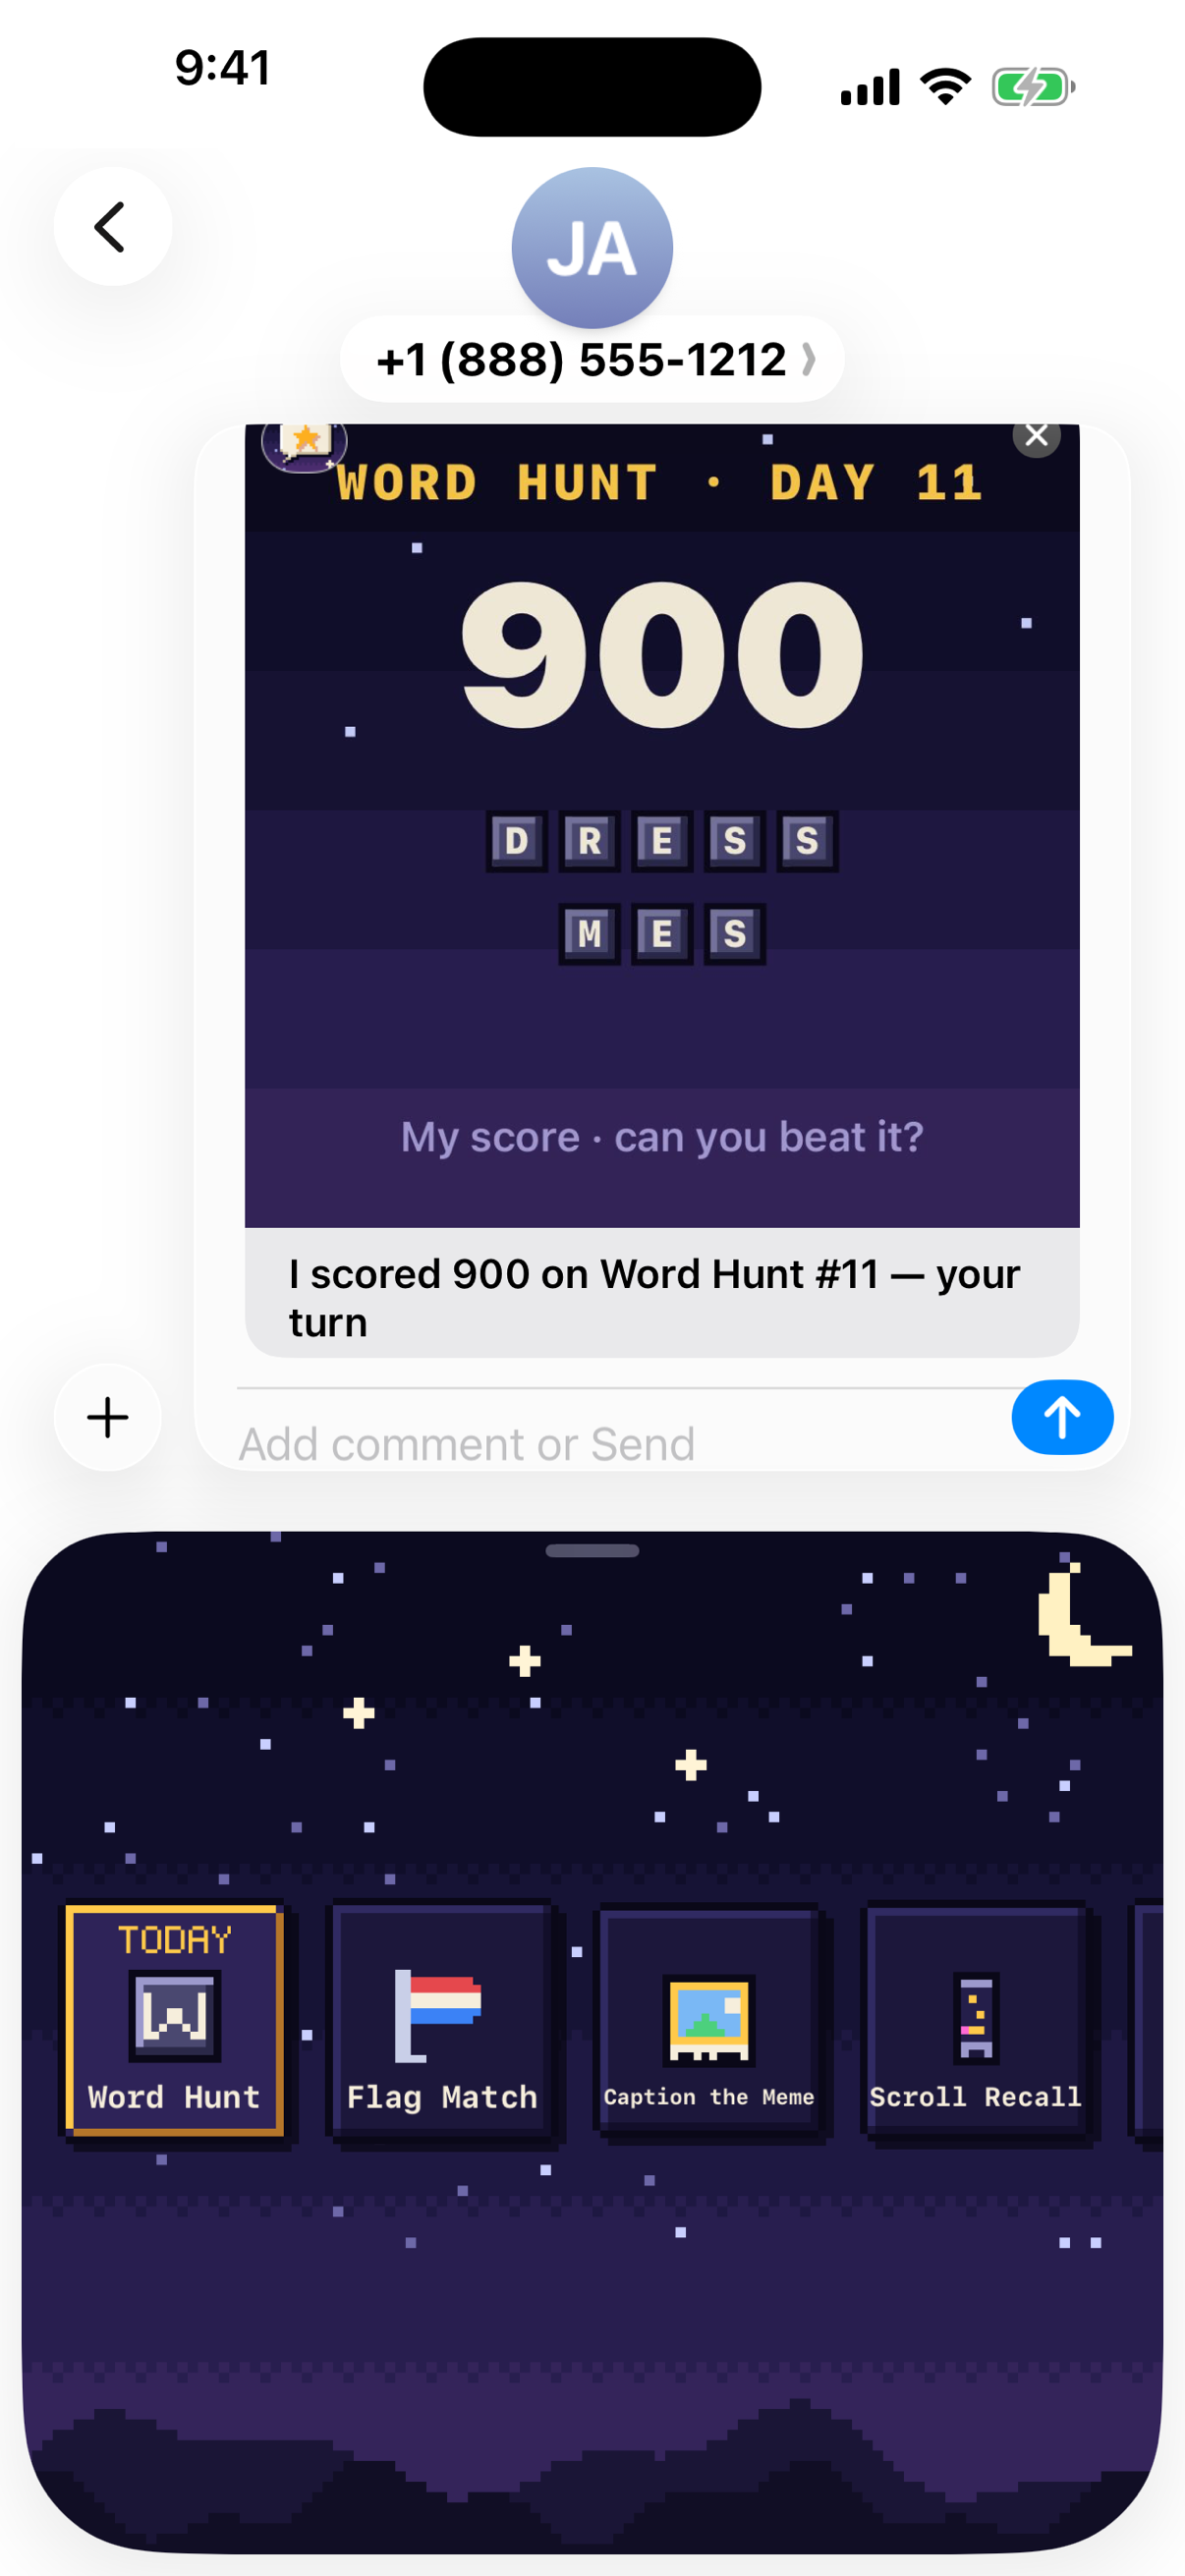 9:41
JA
+1 (888) 555-1212
WORD HUNT · DAY 11
900
DRESS
MES
My score · can you beat it?
I scored 900 on Word Hunt #11 — your
turn
Add comment or Send
TODAY
W
Word Hunt
Flag Match
Caption the Meme
Scroll Recall